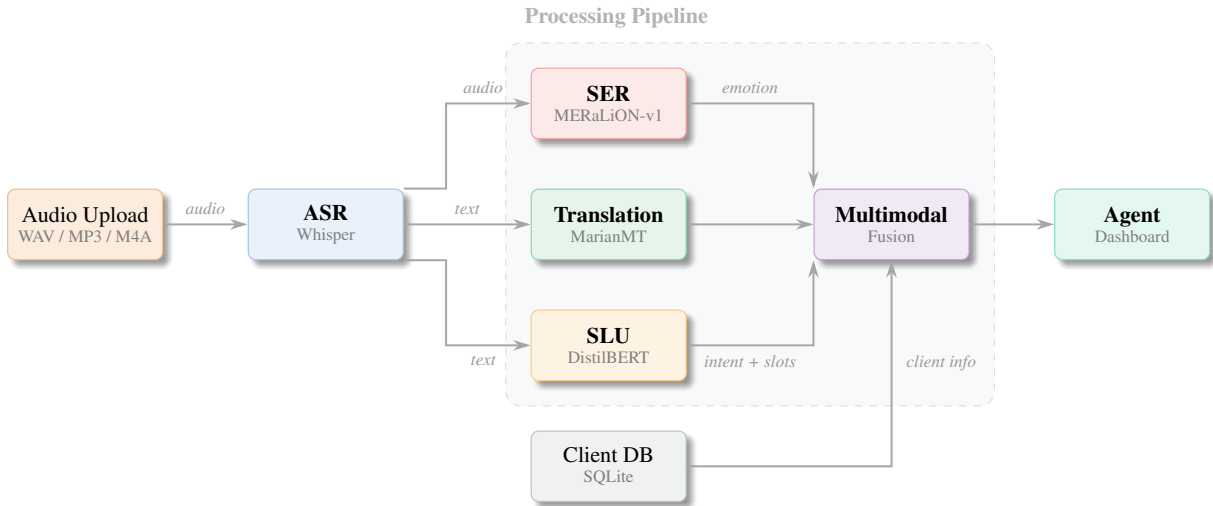 Processing Pipeline
audio
SER
MERaLiON-v1
emotion
Audio Upload
WAV / MP3 / M4A
audio
ASR
Whisper
text
Translation
MarianMT
Multimodal
Fusion
Agent
Dashboard
text
SLU
DistilBERT
intent + slots
client info
Client DB
SQLite